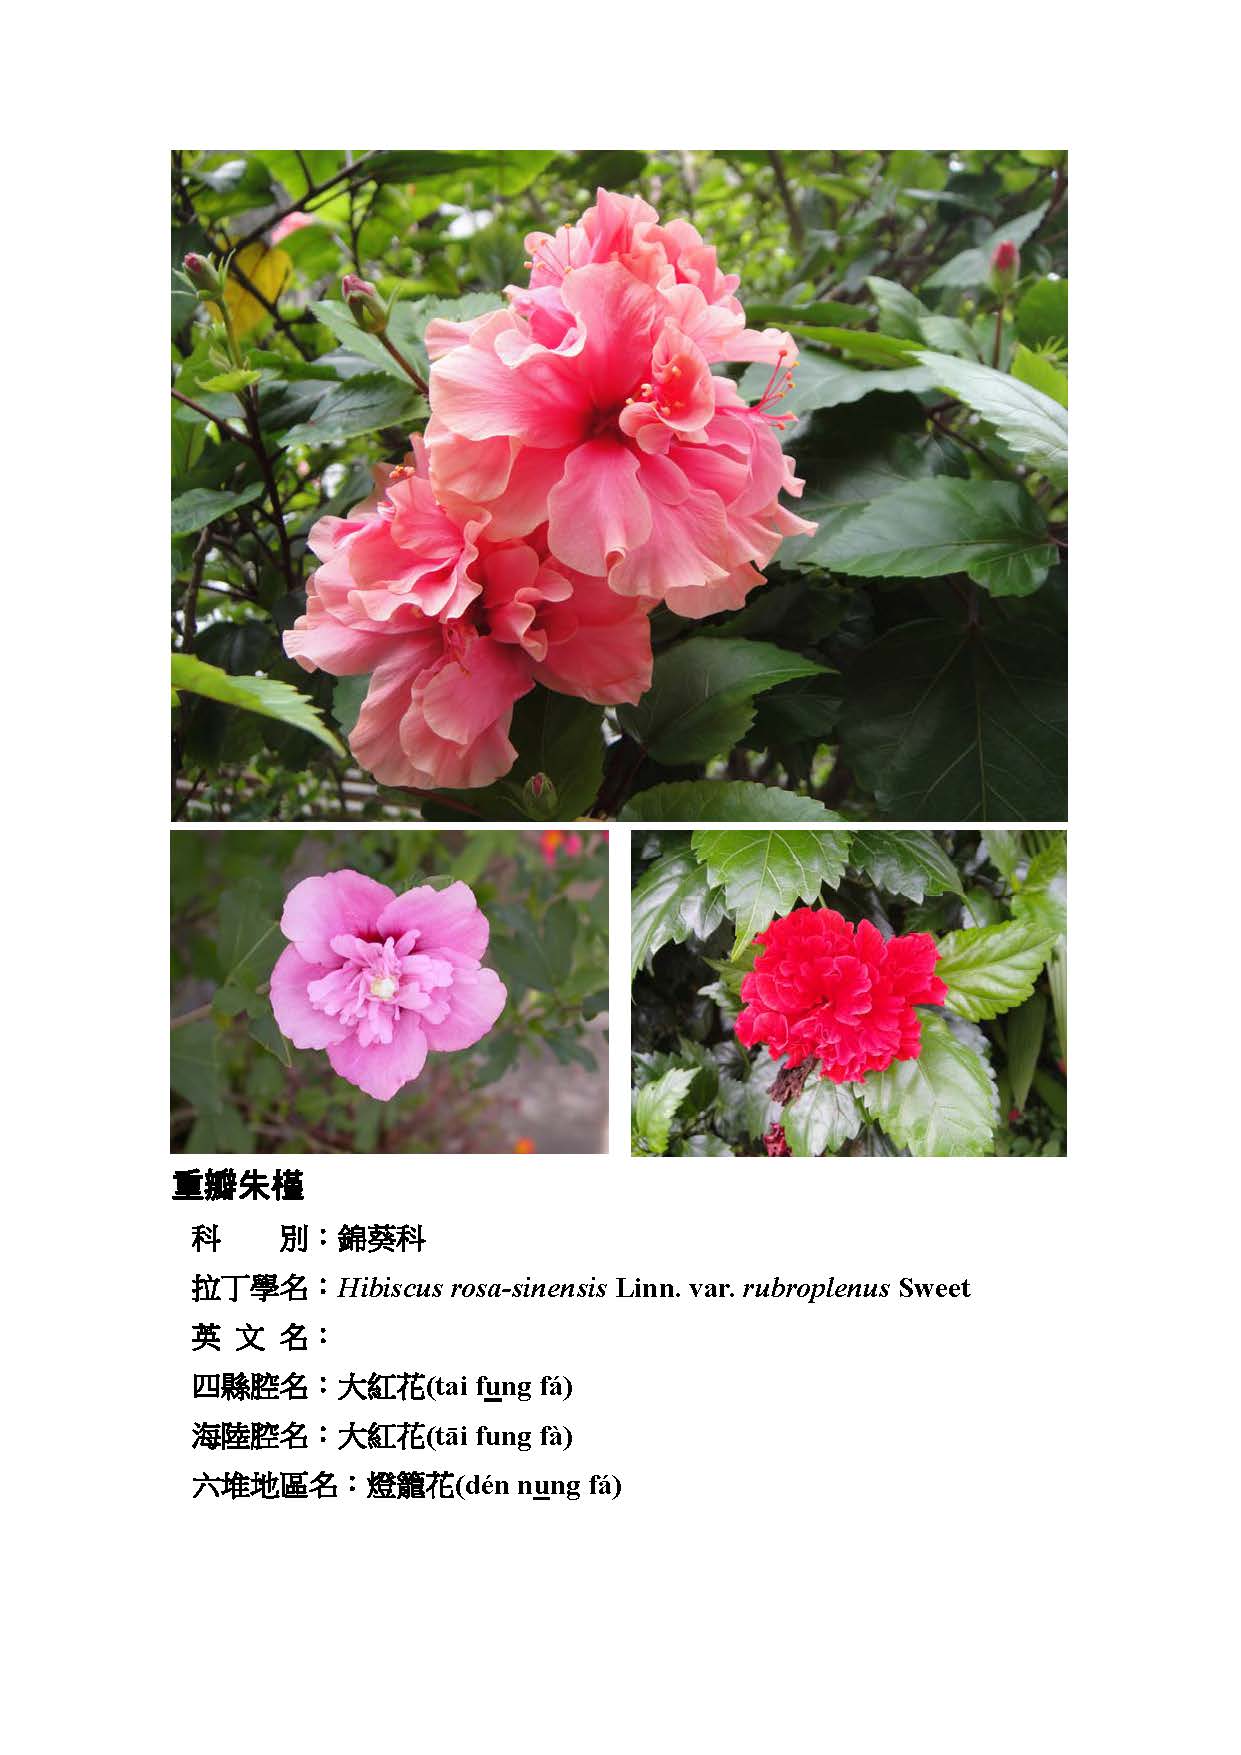 重瓣朱槿
科　　別：錦葵科
拉丁學名：Hibiscus rosa-sinensis Linn. var. rubroplenus Sweet
英 文 名：
四縣腔名：大紅花(tai fung fá)
海陸腔名：大紅花(tāi fung fà)
六堆地區名：燈籠花(dén nung fá)